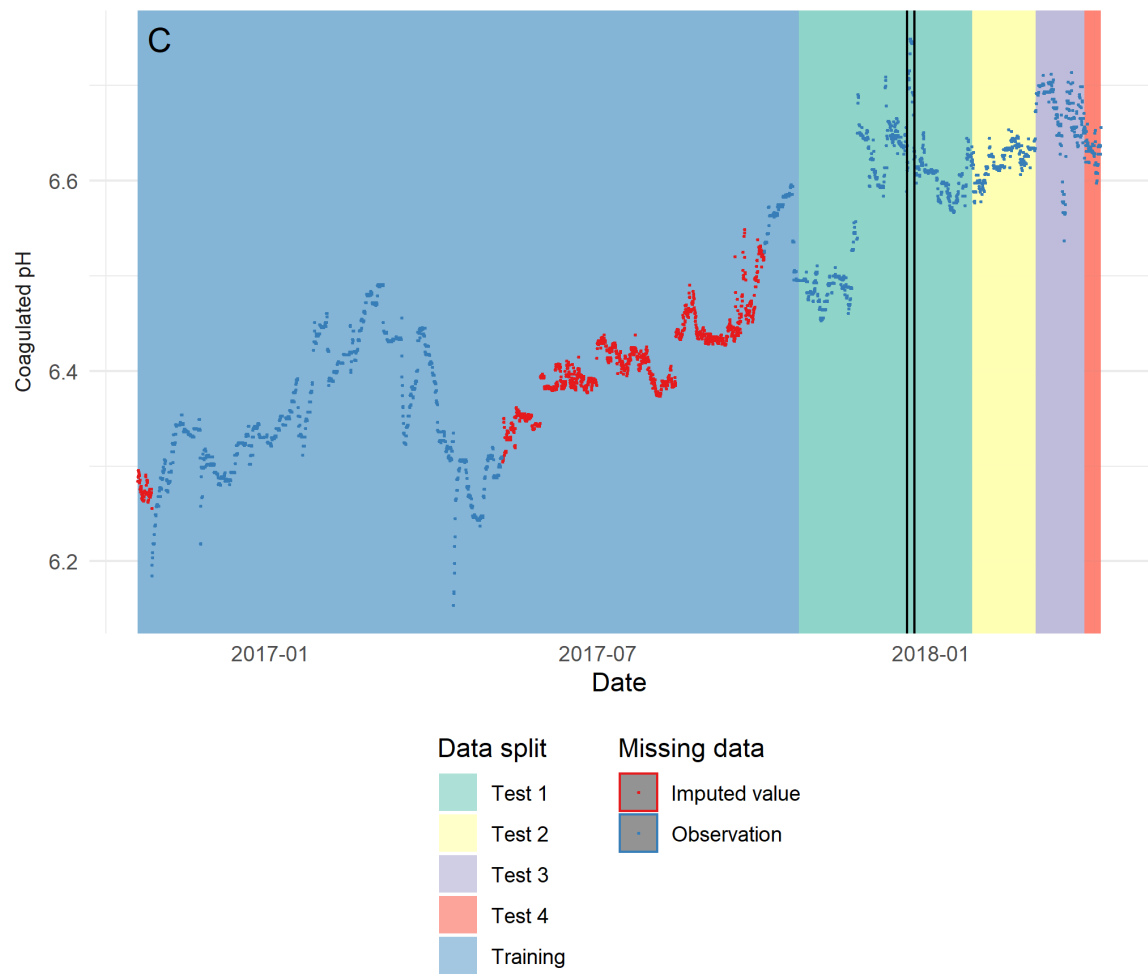 C
Coagulated pH
6.6
6.4
6.2
2017-01
2017-07
2018-01
Date
Data split
Test 1
Test 2
Test 3
Test 4
Training
Missing data
Imputed value
Observation